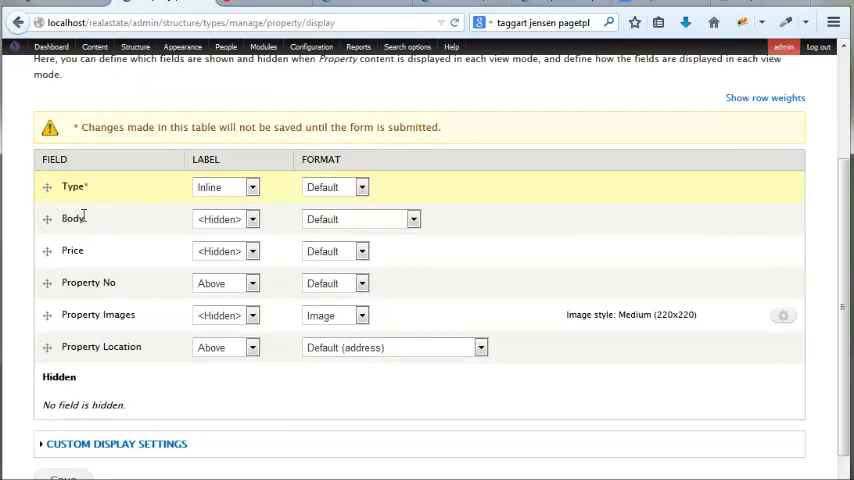 localhost/realastate/admin/structure/types/manage/property/display
taggart jensen pagetpl
Dashboard Content Structure Appearance People Modules Configuration Reports Search options Help admin Log out
Here, you can define which fields are shown and hidden when Property content is displayed in each view mode, and define how the fields are displayed in each view
mode.
Show row weights
* Changes made in this table will not be saved until the form is submitted.
FIELD LABEL FORMAT
Type* Inline Default
Body <Hidden> Default
Price <Hidden> Default
Property No Above Default
Property Images <Hidden> Image Image style: Medium (220x220)
Property Location Above Default (address)
Hidden
No field is hidden.
CUSTOM DISPLAY SETTINGS
Save